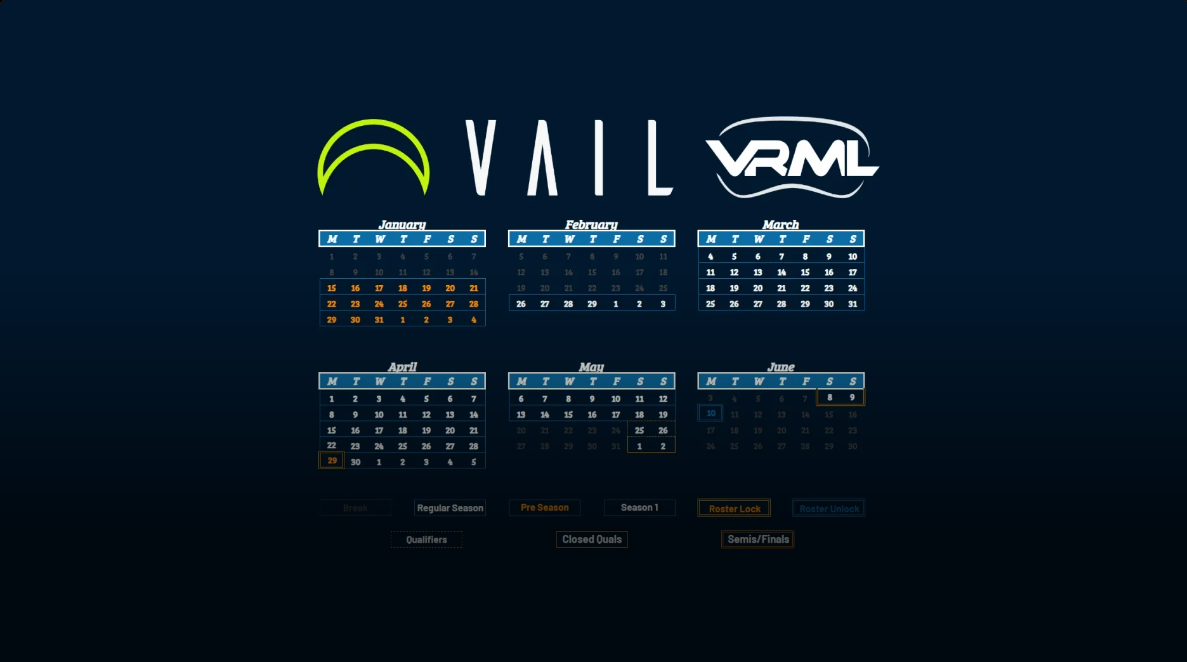 VAIL VRML
January February March
M T W T F S S M T W T F S S M T W T F S S
1 2 3 4 5 6 7 5 6 7 8 9 10 11 4 5 6 7 8 9 10
8 9 10 11 12 13 14 12 13 14 15 16 17 18 11 12 13 14 15 16 17
15 16 17 18 19 20 21 19 20 21 22 23 24 25 18 19 20 21 22 23 24
22 23 24 25 26 27 28 26 27 28 29 1 2 3 25 26 27 28 29 30 31
29 30 31 1 2 3 4
April May June
M T W T F S S M T W T F S S M T W T F S S
1 2 3 4 5 6 7 6 7 8 9 10 11 12 3 4 5 6 7 8 9
8 9 10 11 12 13 14 13 14 15 16 17 18 19 10 11 12 13 14 15 16
15 16 17 18 19 20 21 20 21 22 23 24 25 26 17 18 19 20 21 22 23
22 23 24 25 26 27 28 27 28 29 30 31 1 2 24 25 26 27 28 29 30
29 30 1 2 3 4 5
Break Regular Season Pre Season Season 1 Roster Lock Roster Unlock
Qualifiers Closed Quals Semis/Finals